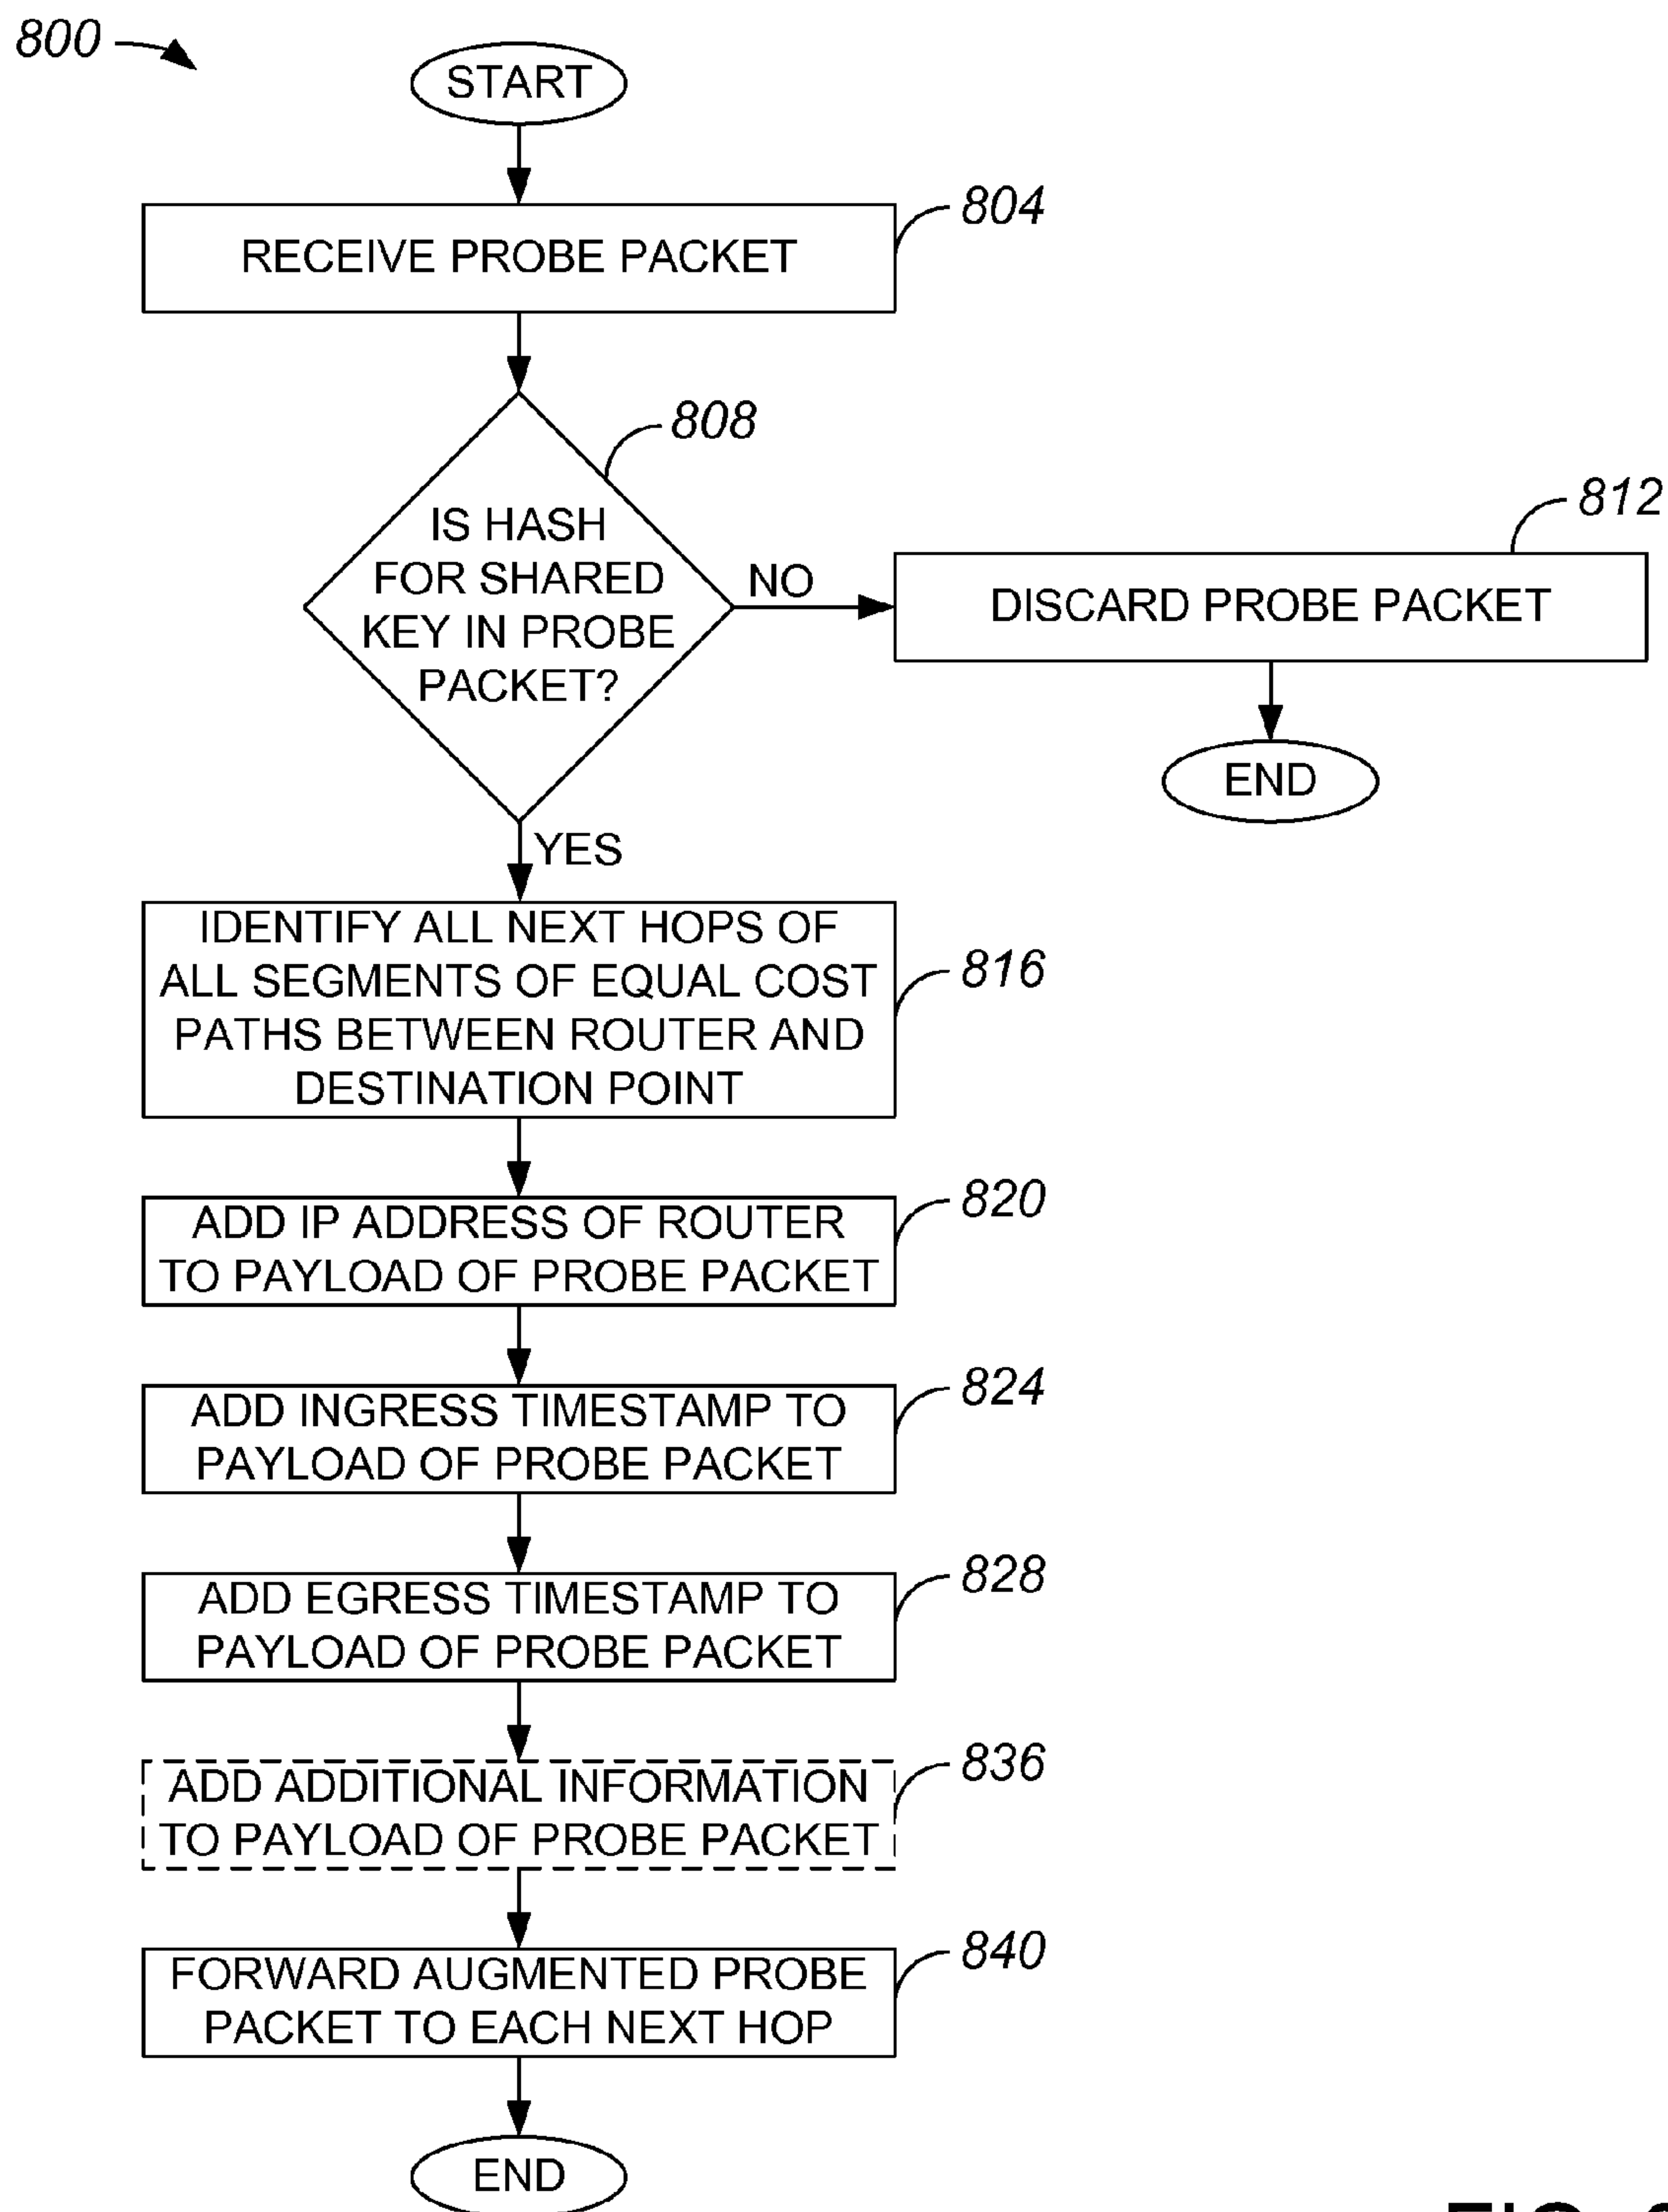 800
START
804
RECEIVE PROBE PACKET
808
IS HASH
FOR SHARED
KEY IN PROBE
PACKET?
NO
812
DISCARD PROBE PACKET
END
YES
IDENTIFY ALL NEXT HOPS OF
ALL SEGMENTS OF EQUAL COST
PATHS BETWEEN ROUTER AND
DESTINATION POINT
816
ADD IP ADDRESS OF ROUTER
TO PAYLOAD OF PROBE PACKET
820
ADD INGRESS TIMESTAMP TO
PAYLOAD OF PROBE PACKET
824
ADD EGRESS TIMESTAMP TO
PAYLOAD OF PROBE PACKET
828
ADD ADDITIONAL INFORMATION
TO PAYLOAD OF PROBE PACKET
836
FORWARD AUGMENTED PROBE
PACKET TO EACH NEXT HOP
840
END